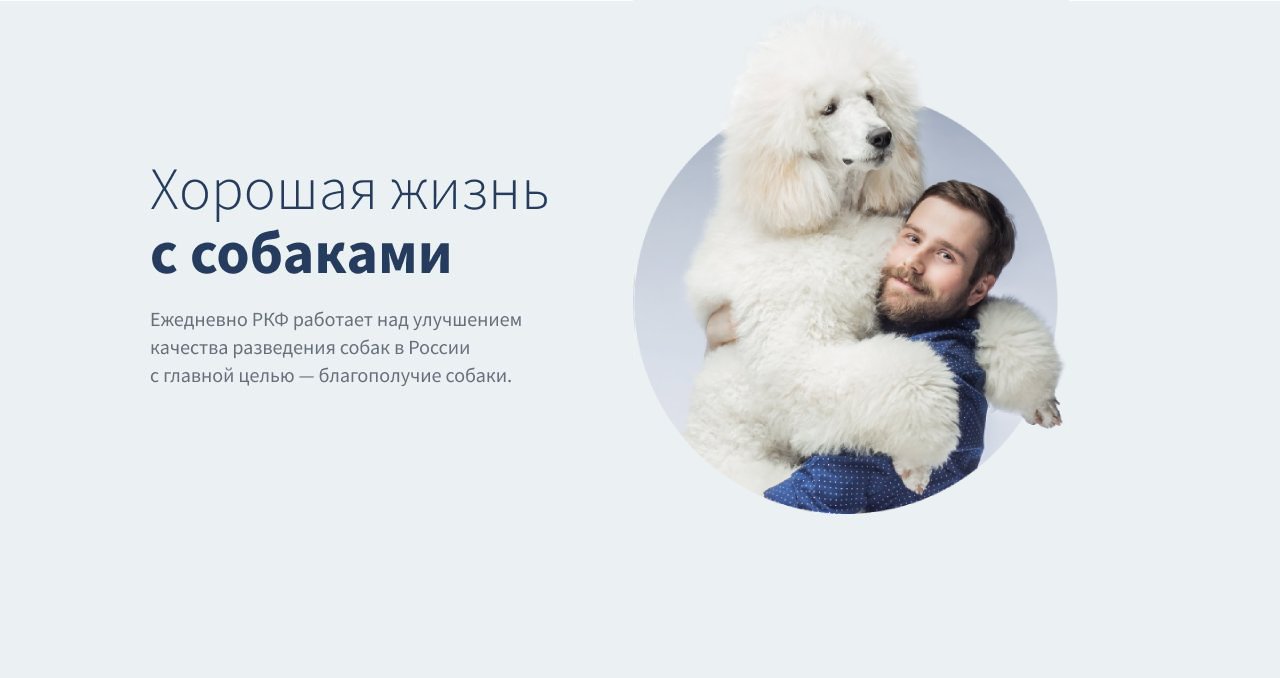 Хорошая жизнь
с собаками
Ежедневно РКФ работает над улучшением
качества разведения собак в России
с главной целью — благополучие собаки.